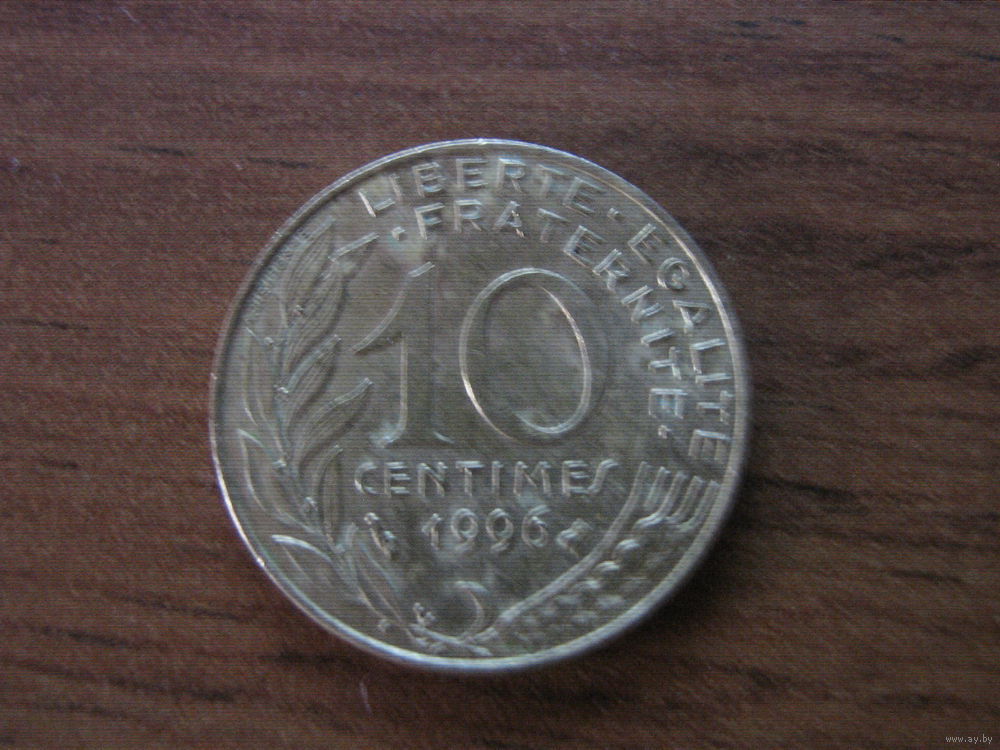 LIBERTE · EGALITE
· FRATERNITE ·
10
CENTIMES
1996
www.ay.by